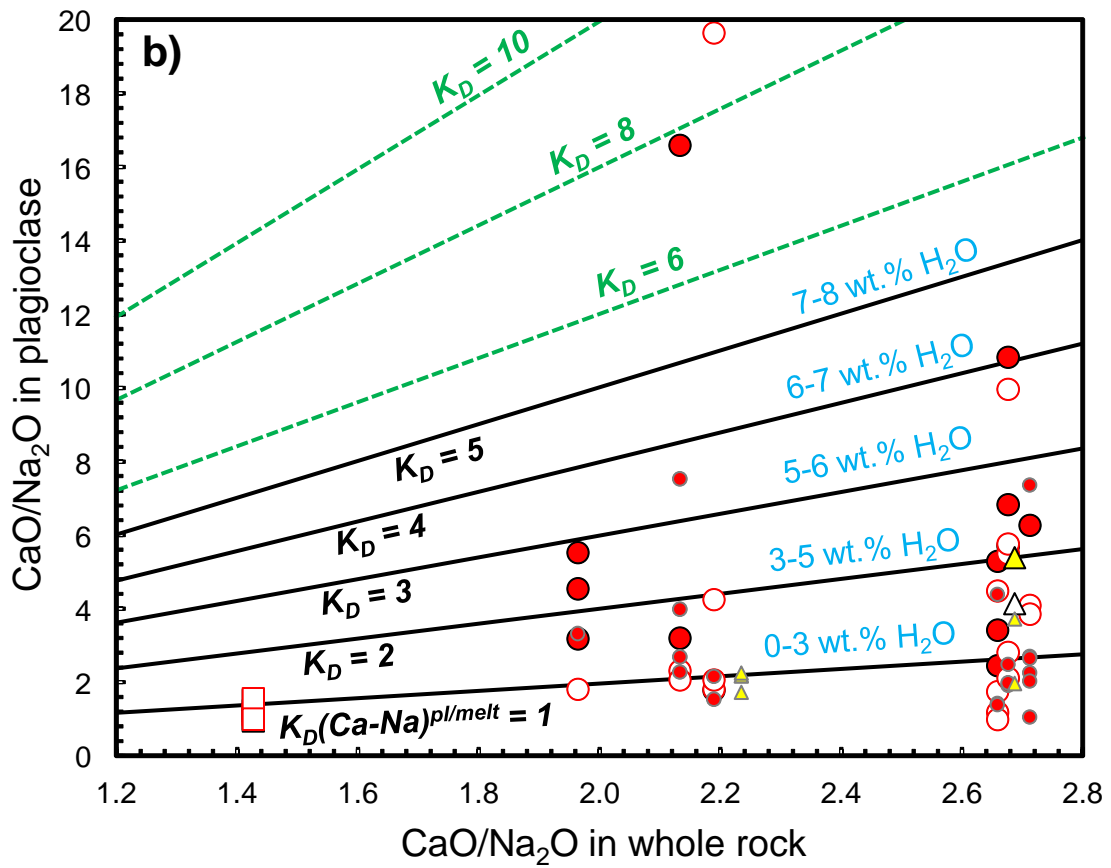 b)
20
18
16
14
12
10
8
6
4
2
0
CaO/Na₂O in plagioclase
K_D = 10
K_D = 8
K_D = 6
7-8 wt.% H₂O
6-7 wt.% H₂O
K_D = 5
5-6 wt.% H₂O
K_D = 4
3-5 wt.% H₂O
K_D = 3
0-3 wt.% H₂O
K_D = 2
K_D(Ca-Na)^pl/melt = 1
1.2 1.4 1.6 1.8 2.0 2.2 2.4 2.6 2.8
CaO/Na₂O in whole rock